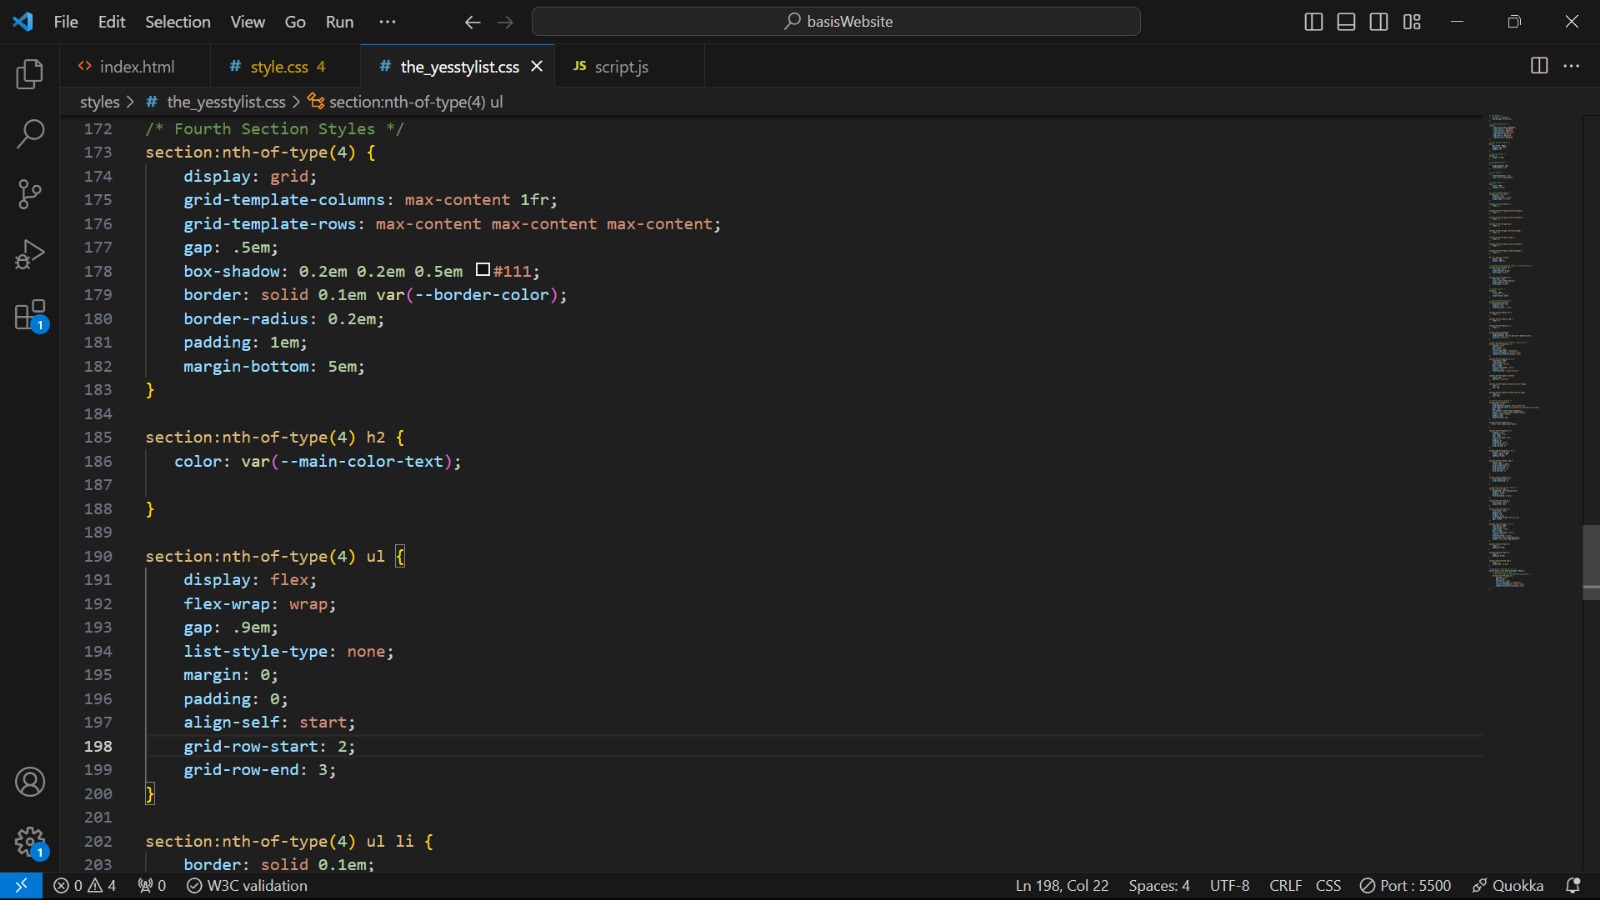 File Edit Selection View Go Run ··· basisWebsite
index.html # style.css 4 # the_yesstylist.css JS script.js
styles > # the_yesstylist.css > section:nth-of-type(4) ul
172 /* Fourth Section Styles */
173 section:nth-of-type(4) {
174 display: grid;
175 grid-template-columns: max-content 1fr;
176 grid-template-rows: max-content max-content max-content;
177 gap: .5em;
178 box-shadow: 0.2em 0.2em 0.5em #111;
179 border: solid 0.1em var(--border-color);
180 border-radius: 0.2em;
181 padding: 1em;
182 margin-bottom: 5em;
183 }
184
185 section:nth-of-type(4) h2 {
186 color: var(--main-color-text);
187
188 }
189
190 section:nth-of-type(4) ul {
191 display: flex;
192 flex-wrap: wrap;
193 gap: .9em;
194 list-style-type: none;
195 margin: 0;
196 padding: 0;
197 align-self: start;
198 grid-row-start: 2;
199 grid-row-end: 3;
200 }
201
202 section:nth-of-type(4) ul li {
203 border: solid 0.1em;
1
1
0 4 0 W3C validation Ln 198, Col 22 Spaces: 4 UTF-8 CRLF CSS Port : 5500 Quokka